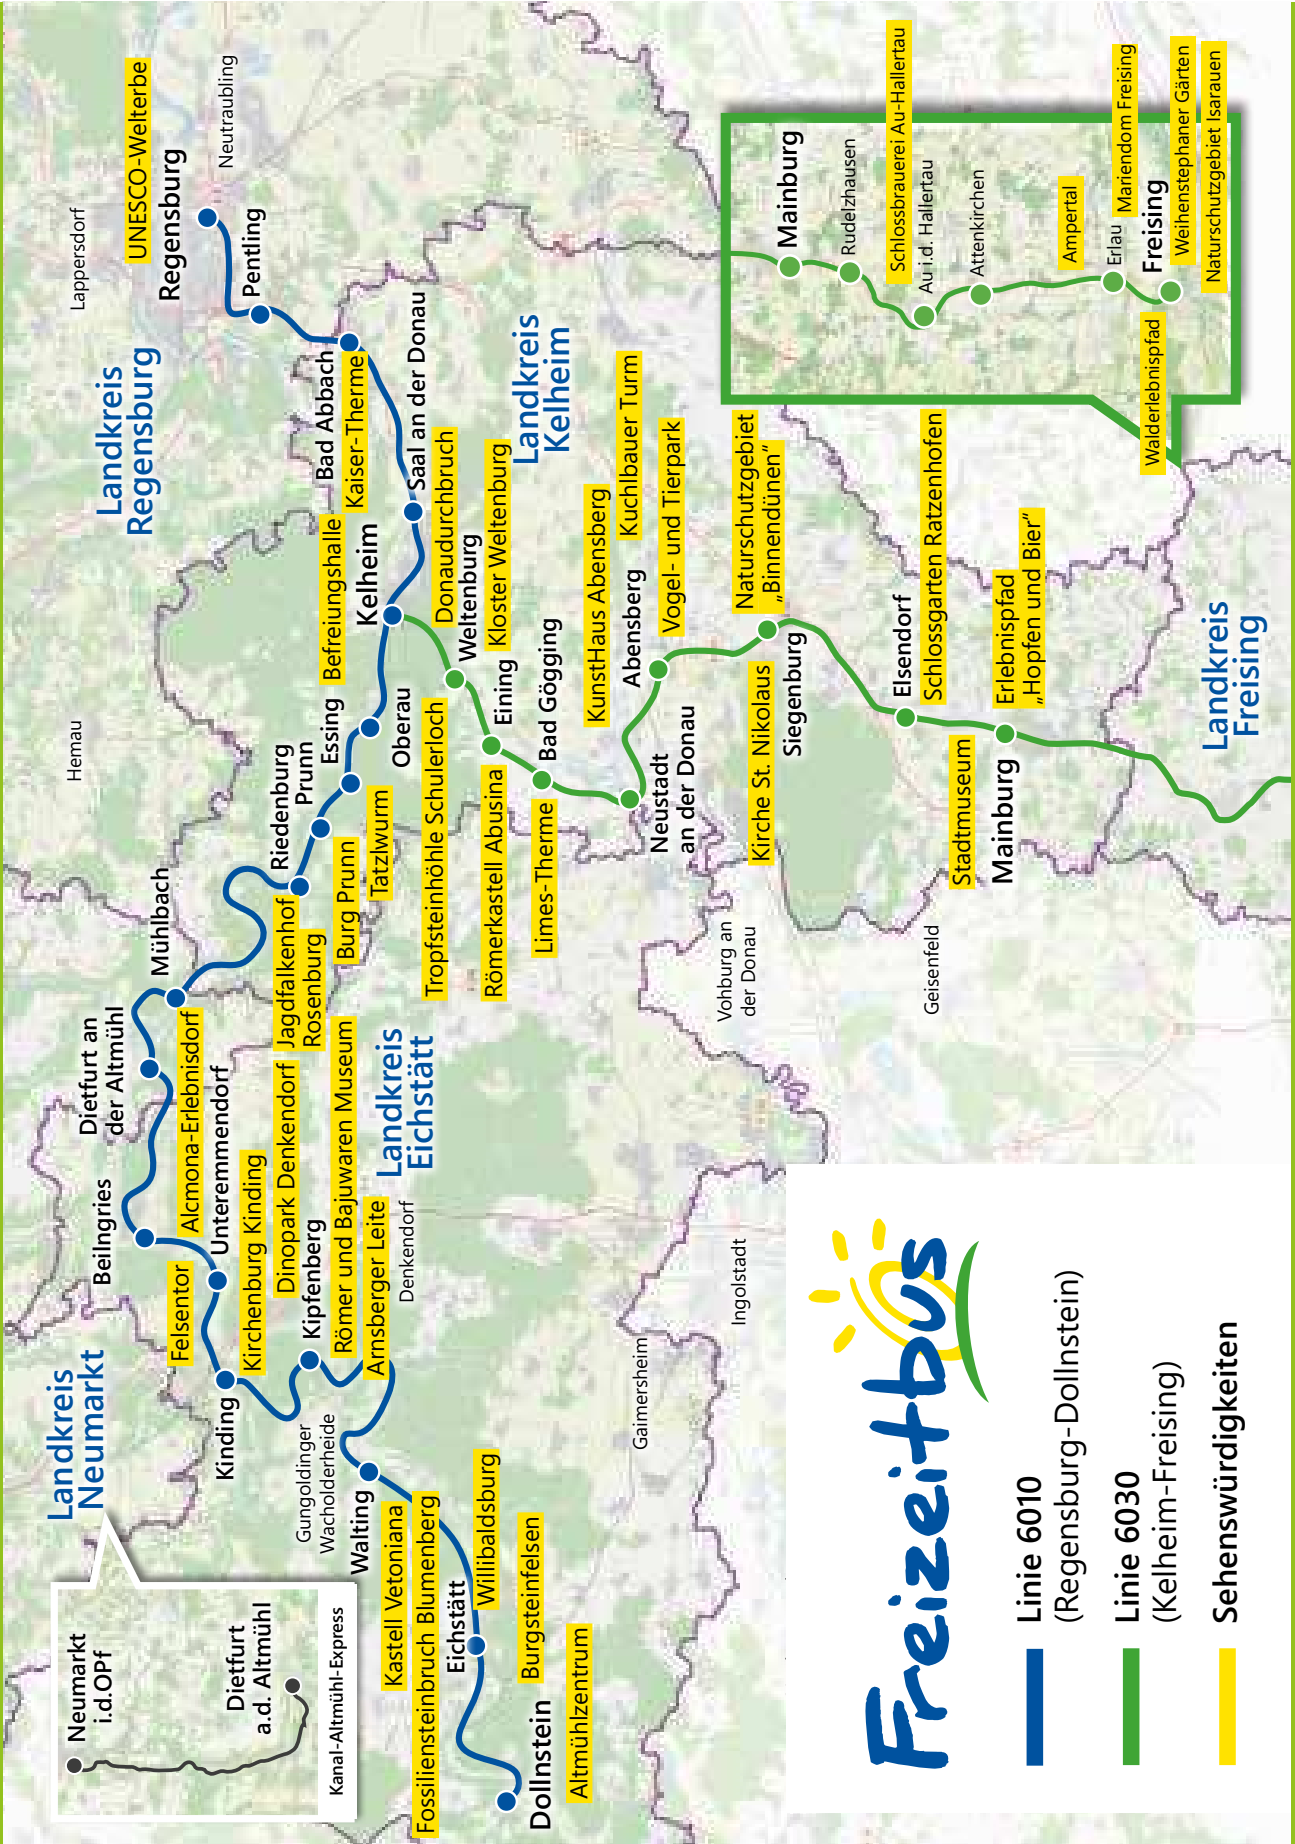 Landkreis
Neumarkt
Neumarkt
i.d.OPf
Dietfurt
a.d. Altmühl
Kanal-Altmühl-Express
Landkreis
Regensburg
Lappersdorf
UNESCO-Welterbe
Regensburg
Neutraubling
Pentling
Bad Abbach
Kaiser-Therme
Saal an der Donau
Befreiungshalle
Kelheim
Donaudurchbruch
Landkreis
Kelheim
Hemau
Oberau
Essing
Prunn
Riedenburg
Tatzlwurm
Burg Prunn
Jagdfalkenhof
Rosenburg
Mühlbach
Dietfurt an
der Altmühl
Alcmona-Erlebnisdorf
Beilngries
Unteremmendorf
Felsentor
Kinding
Kirchenburg Kinding
Dinopark Denkendorf
Kipfenberg
Römer und Bajuwaren Museum
Arnsberger Leite
Denkendorf
Landkreis
Eichstätt
Gungoldinger
Wacholderheide
Walting
Kastell Vetoniana
Fossiliensteinbruch Blumenberg
Eichstätt
Willibaldsburg
Burgsteinfelsen
Dollnstein
Altmühlzentrum
Gaimersheim
Ingolstadt
Weltenburg
Kloster Weltenburg
Tropfsteinhöhle Schulerloch
Eining
Römerkastell Abusina
Bad Gögging
Limes-Therme
Neustadt
an der Donau
KunstHaus Abensberg
Kuchlbauer Turm
Abensberg
Vogel- und Tierpark
Vohburg an
der Donau
Geisenfeld
Naturschutzgebiet
„Binnendünen”
Kirche St. Nikolaus
Siegenburg
Elsendorf
Schlossgarten Ratzenhofen
Stadtmuseum
Mainburg
Erlebnispfad
„Hopfen und Bier”
Landkreis
Freising
Mainburg
Rudelzhausen
Schlossbrauerei Au-Hallertau
Au i.d. Hallertau
Attenkirchen
Ampertal
Erlau
Mariendom Freising
Freising
Weihenstephaner Gärten
Naturschutzgebiet Isarauen
Walderlebnispfad
Freizeitbus
Linie 6010
(Regensburg-Dollnstein)
Linie 6030
(Kelheim-Freising)
Sehenswürdigkeiten